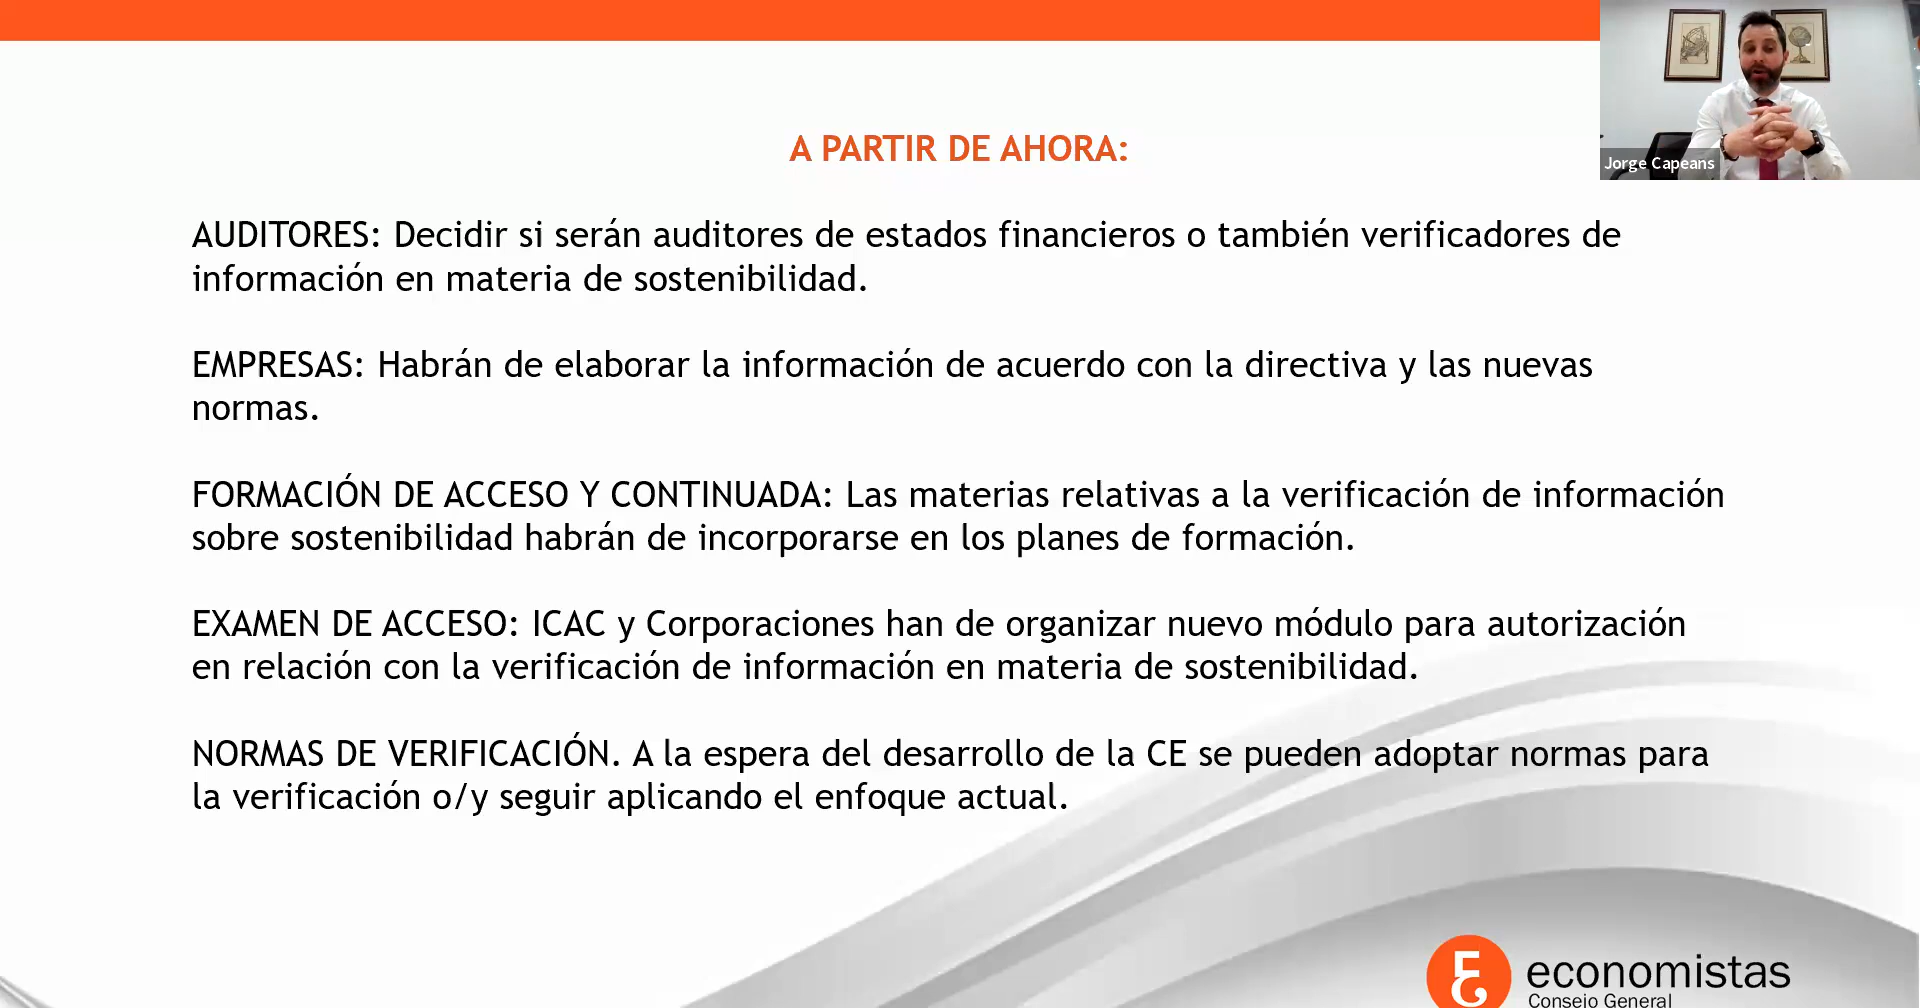 A PARTIR DE AHORA:
Jorge Capeans
AUDITORES: Decidir si serán auditores de estados financieros o también verificadores de
información en materia de sostenibilidad.
EMPRESAS: Habrán de elaborar la información de acuerdo con la directiva y las nuevas
normas.
FORMACIÓN DE ACCESO Y CONTINUADA: Las materias relativas a la verificación de información
sobre sostenibilidad habrán de incorporarse en los planes de formación.
EXAMEN DE ACCESO: ICAC y Corporaciones han de organizar nuevo módulo para autorización
en relación con la verificación de información en materia de sostenibilidad.
NORMAS DE VERIFICACIÓN. A la espera del desarrollo de la CE se pueden adoptar normas para
la verificación o/y seguir aplicando el enfoque actual.
economistas
Consejo General